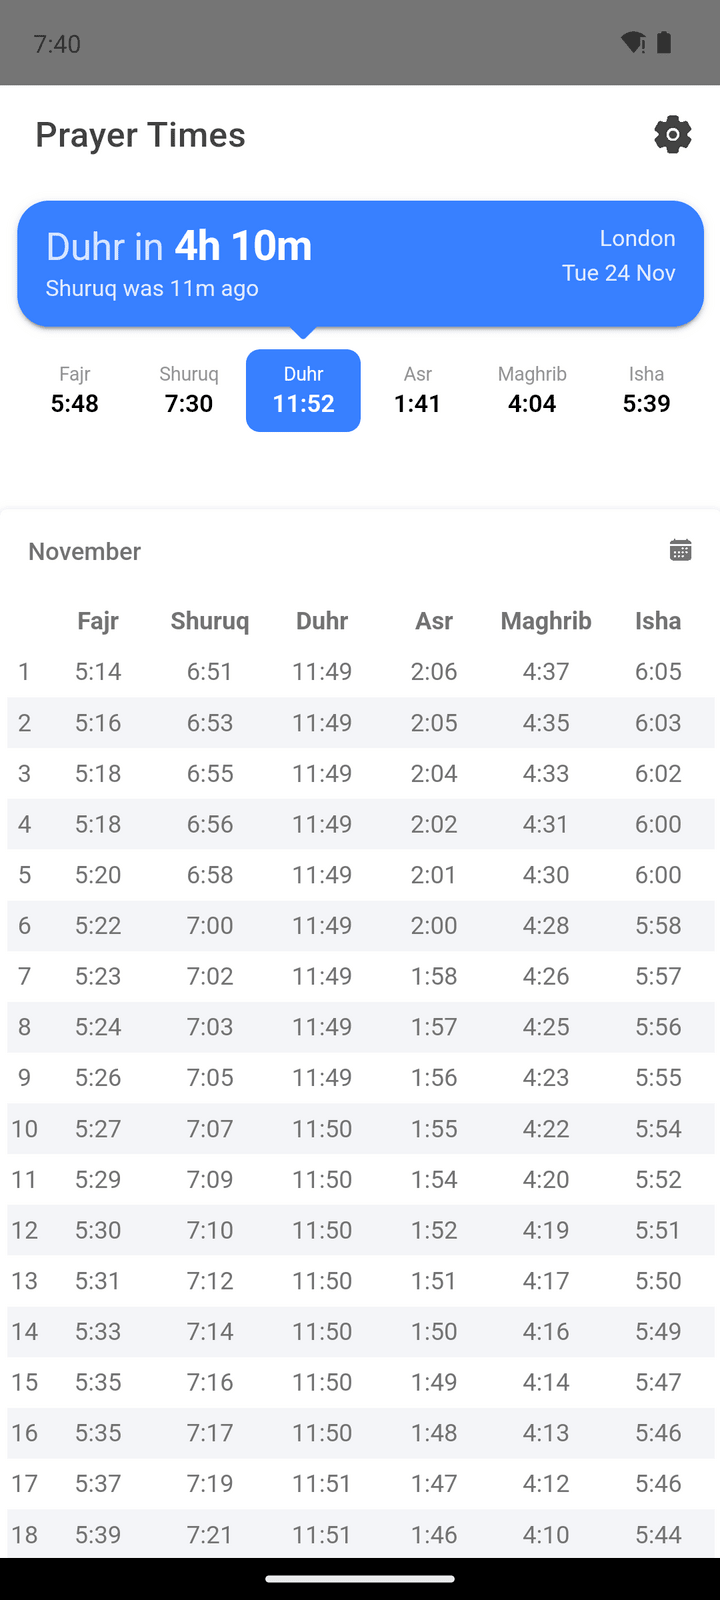 7:40
Prayer Times
Duhr in 4h 10m
London
Shuruq was 11m ago
Tue 24 Nov
Fajr Shuruq Duhr Asr Maghrib Isha
5:48 7:30 11:52 1:41 4:04 5:39
November
Fajr Shuruq Duhr Asr Maghrib Isha
1 5:14 6:51 11:49 2:06 4:37 6:05
2 5:16 6:53 11:49 2:05 4:35 6:03
3 5:18 6:55 11:49 2:04 4:33 6:02
4 5:18 6:56 11:49 2:02 4:31 6:00
5 5:20 6:58 11:49 2:01 4:30 6:00
6 5:22 7:00 11:49 2:00 4:28 5:58
7 5:23 7:02 11:49 1:58 4:26 5:57
8 5:24 7:03 11:49 1:57 4:25 5:56
9 5:26 7:05 11:49 1:56 4:23 5:55
10 5:27 7:07 11:50 1:55 4:22 5:54
11 5:29 7:09 11:50 1:54 4:20 5:52
12 5:30 7:10 11:50 1:52 4:19 5:51
13 5:31 7:12 11:50 1:51 4:17 5:50
14 5:33 7:14 11:50 1:50 4:16 5:49
15 5:35 7:16 11:50 1:49 4:14 5:47
16 5:35 7:17 11:50 1:48 4:13 5:46
17 5:37 7:19 11:51 1:47 4:12 5:46
18 5:39 7:21 11:51 1:46 4:10 5:44